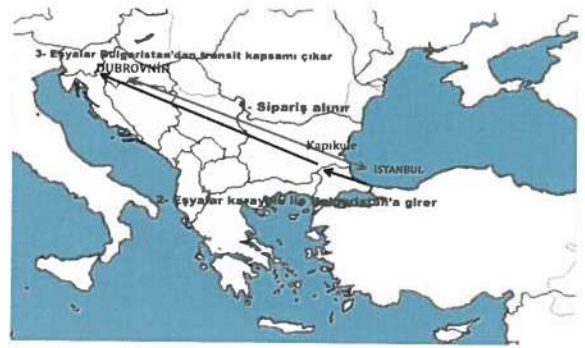 3- Eşyalar Bulgaristan'dan transit kapsamı çıkar
DUBROVNİK
1- Sipariş alınır
Kapıkule
İSTANBUL
2- Eşyalar karayolu ile Bulgaristan'a girer